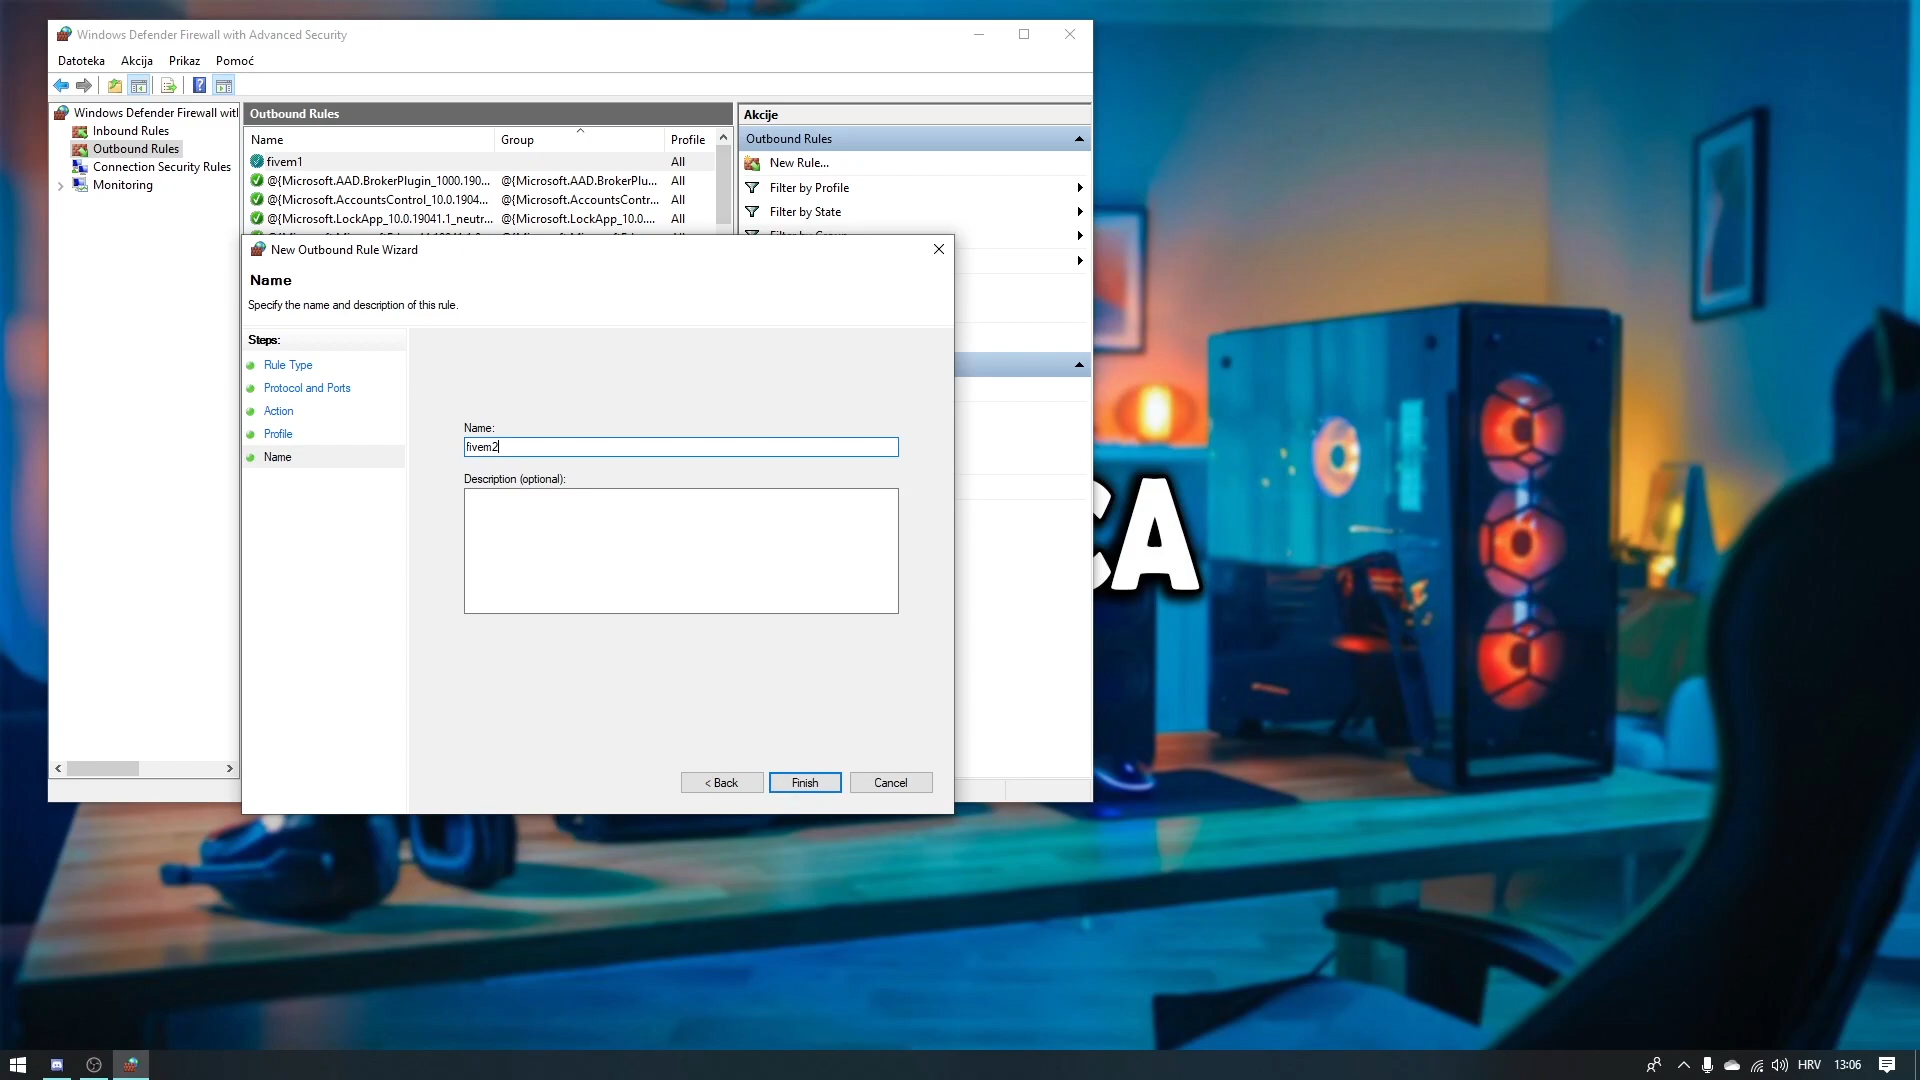 Windows Defender Firewall with Advanced Security
Datoteka Akcija Prikaz Pomoć
Windows Defender Firewall with
Inbound Rules
Outbound Rules
Connection Security Rules
Monitoring
Outbound Rules
Name Group Profile
fivem1 All
@{Microsoft.AAD.BrokerPlugin_1000.190... @{Microsoft.AAD.BrokerPlu... All
@{Microsoft.AccountsControl_10.0.1904... @{Microsoft.AccountsContr... All
@{Microsoft.LockApp_10.0.19041.1_neutr... @{Microsoft.LockApp_10.0.... All
Akcije
Outbound Rules
New Rule...
Filter by Profile
Filter by State
Filter by Group
New Outbound Rule Wizard
Name
Specify the name and description of this rule.
Steps:
Rule Type
Protocol and Ports
Action
Profile
Name
Name:
fivem2
Description (optional):
< Back Finish Cancel
CA
HRV 13:06